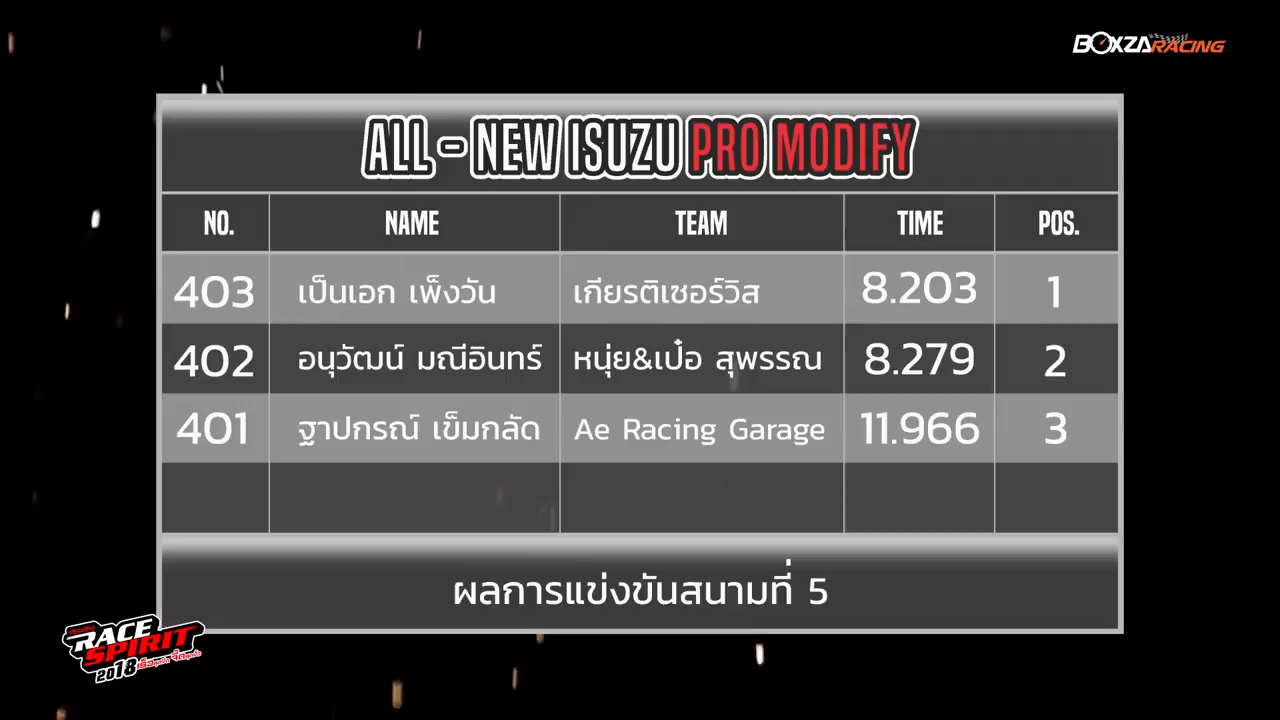 BOXZA RACING
ALL - NEW ISUZU PRO MODIFY
NO. NAME TEAM TIME POS.
403 เป็นเอก เพ็งวัน เกียรติเซอร์วิส 8.203 1
402 อนุวัฒน์ มณีอินทร์ หนุ่ย&เป๋อ สุพรรณ 8.279 2
401 ฐาปกรณ์ เข็มกลัด Ae Racing Garage 11.966 3
ผลการแข่งขันสนามที่ 5
RACE
SPIRIT
2018